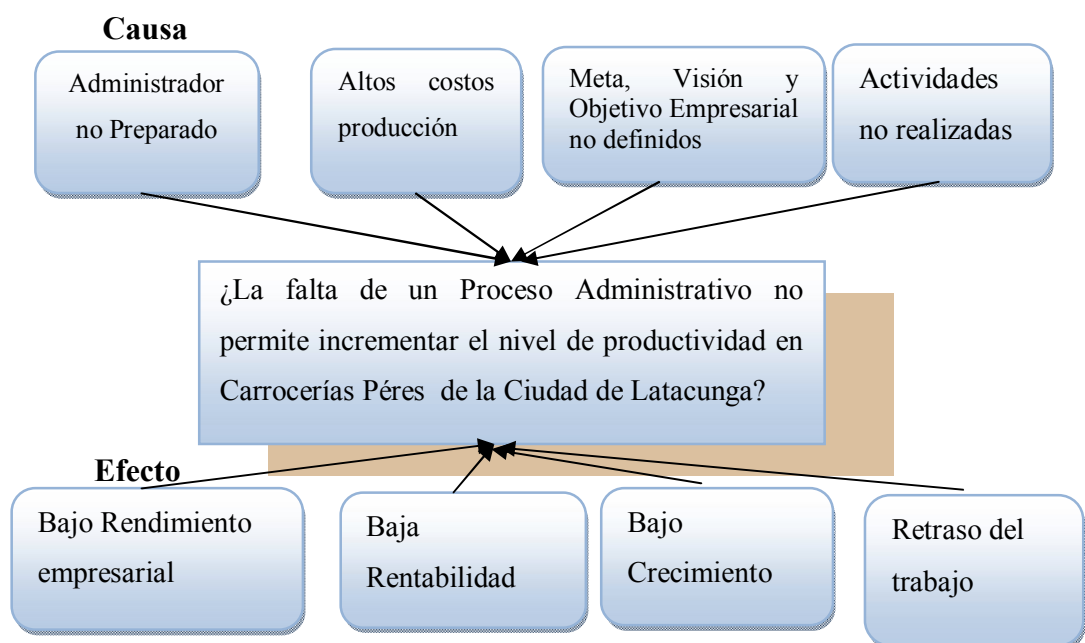 Causa
Administrador
no Preparado
Altos costos
producción
Meta, Visión y
Objetivo Empresarial
no definidos
Actividades
no realizadas
¿La falta de un Proceso Administrativo no
permite incrementar el nivel de productividad en
Carrocerías Péres de la Ciudad de Latacunga?
Efecto
Bajo Rendimiento
empresarial
Baja
Rentabilidad
Bajo
Crecimiento
Retraso del
trabajo